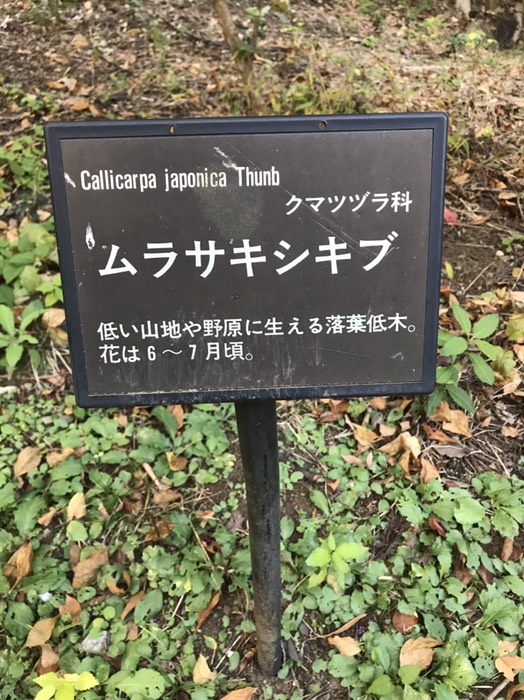 Callicarpa japonica Thunb
クマツヅラ科
ムラサキシキブ
低い山地や野原に生える落葉低木。
花は6～7月頃。